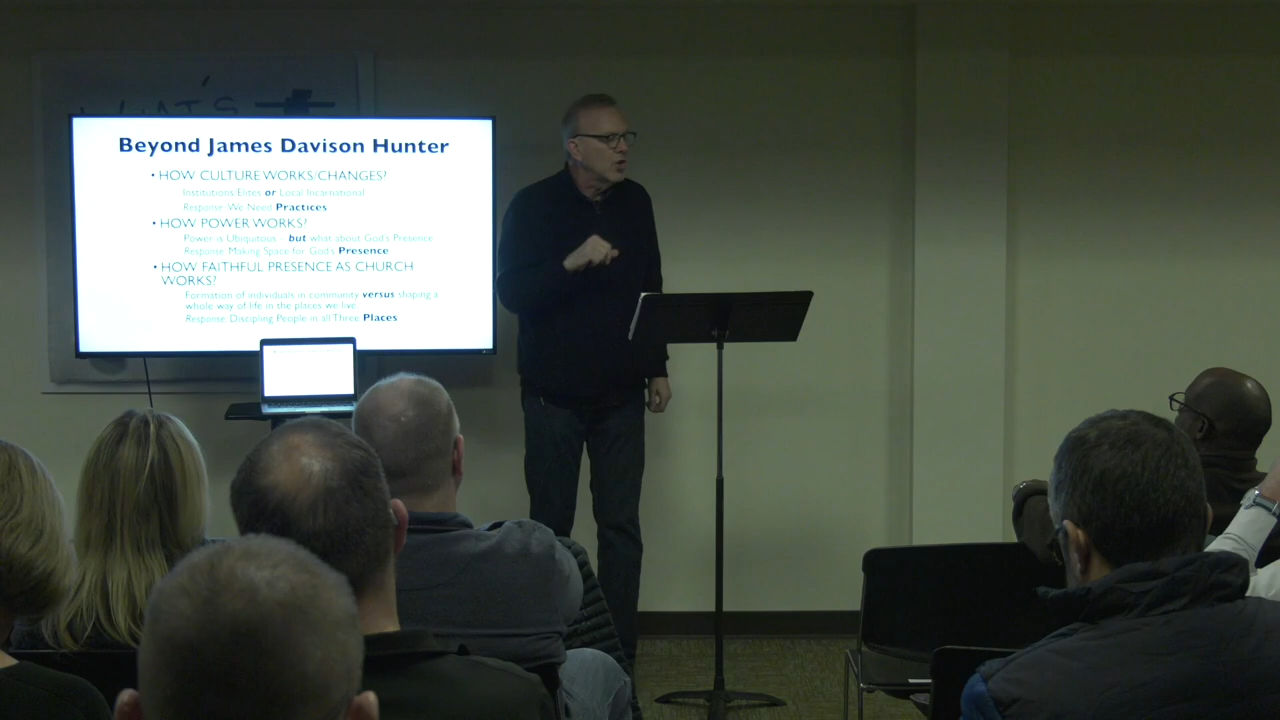 WHAT'S
Beyond James Davison Hunter
• HOW CULTURE WORKS/CHANGES?
Institutions/Elites or Local Incarnational
Response: We Need Practices
• HOW POWER WORKS?
Power is Ubiquitous but what about God's Presence
Response: Making Space for God's Presence
• HOW FAITHFUL PRESENCE AS CHURCH
WORKS?
Formation of individuals in community versus shaping a
whole way of life in the places we live
Response: Discipling People in all Three Places